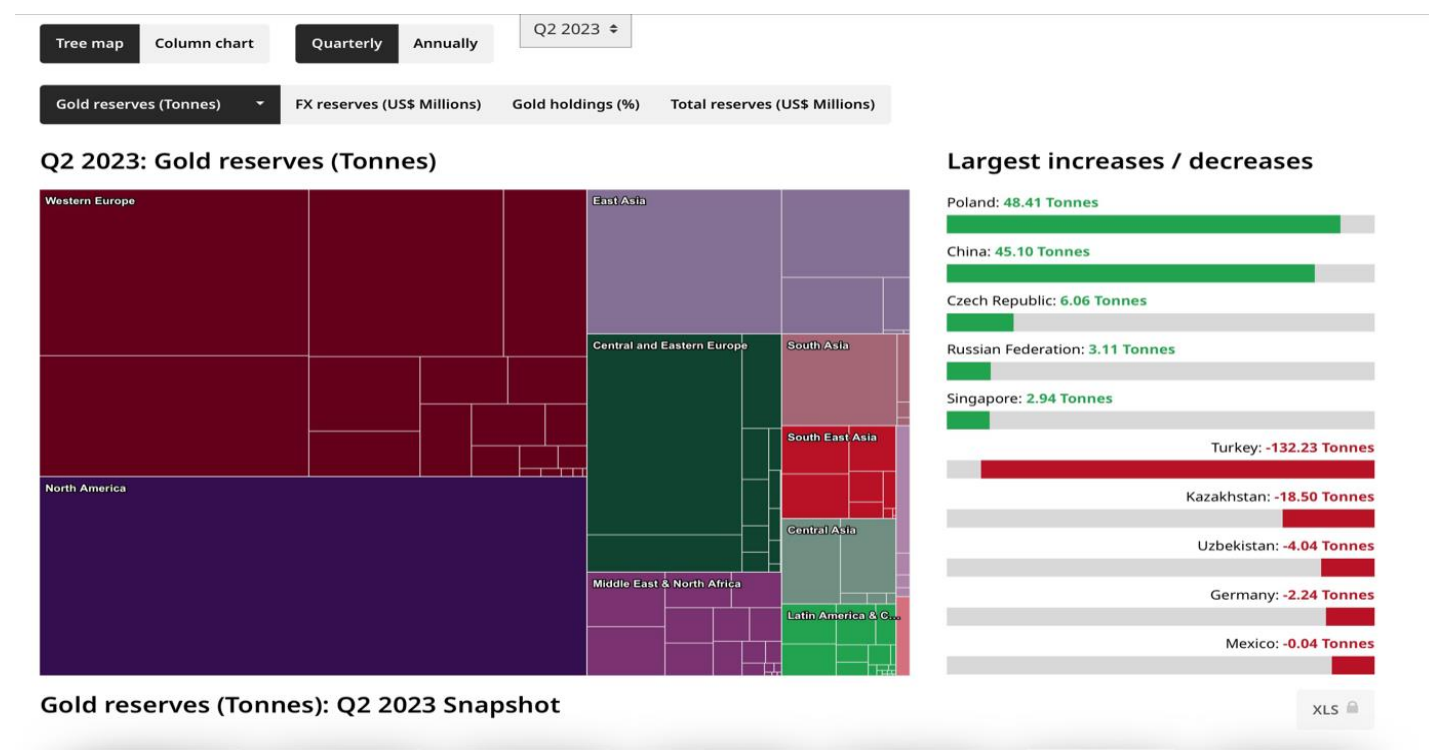 Tree map Column chart Quarterly Annually Q2 2023
Gold reserves (Tonnes) FX reserves (US$ Millions) Gold holdings (%) Total reserves (US$ Millions)
Q2 2023: Gold reserves (Tonnes)
Western Europe
East Asia
Central and Eastern Europe
South Asia
South East Asia
North America
Central Asia
Middle East & North Africa
Latin America & C...
Largest increases / decreases
Poland: 48.41 Tonnes
China: 45.10 Tonnes
Czech Republic: 6.06 Tonnes
Russian Federation: 3.11 Tonnes
Singapore: 2.94 Tonnes
Turkey: -132.23 Tonnes
Kazakhstan: -18.50 Tonnes
Uzbekistan: -4.04 Tonnes
Germany: -2.24 Tonnes
Mexico: -0.04 Tonnes
Gold reserves (Tonnes): Q2 2023 Snapshot
XLS